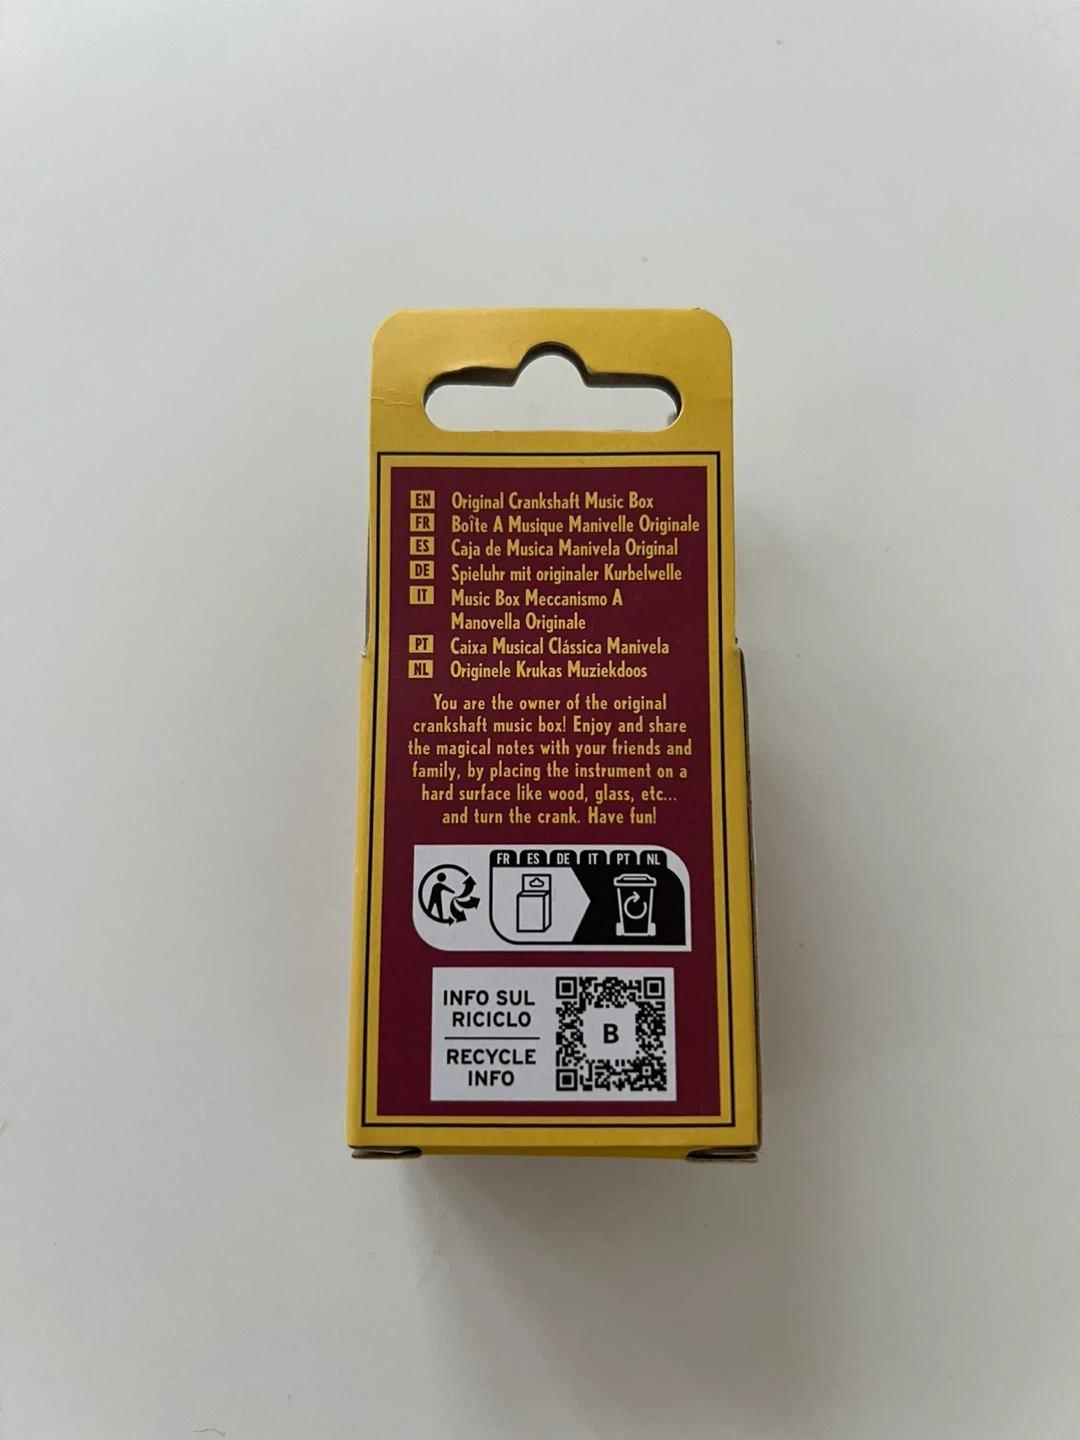 EN Original Crankshaft Music Box
FR Boîte A Musique Manivelle Originale
ES Caja de Musica Manivela Original
DE Spieluhr mit originaler Kurbelwelle
IT Music Box Meccanismo A
Manovella Originale
PT Caixa Musical Clássica Manivela
NL Originele Krukas Muziekdoos
You are the owner of the original
crankshaft music box! Enjoy and share
the magical notes with your friends and
family, by placing the instrument on a
hard surface like wood, glass, etc...
and turn the crank. Have fun!
FR ES DE IT PT NL
INFO SUL
RICICLO
RECYCLE
INFO
B